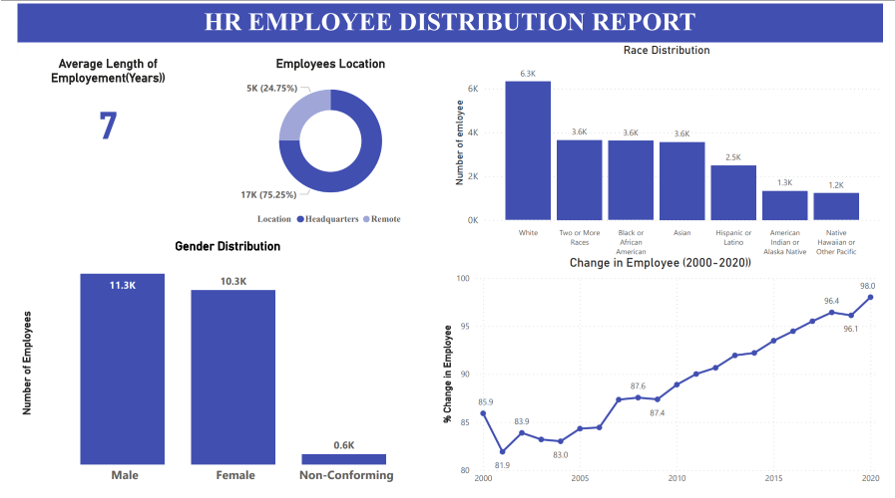 HR EMPLOYEE DISTRIBUTION REPORT
Average Length of
Employement(Years))
7
Employees Location
5K (24.75%)
17K (75.25%)
Location Headquarters Remote
Race Distribution
Number of emloyee
6K
4K
2K
0K
6.3K
3.6K
3.6K
3.6K
2.5K
1.3K
1.2K
White
Two or More
Races
Black or
African
American
Asian
Hispanic or
Latino
American
Indian or
Alaska Native
Native
Hawaiian or
Other Pacific
Gender Distribution
Number of Employees
11.3K
10.3K
0.6K
Male
Female
Non-Conforming
Change in Employee (2000-2020))
% Change in Employee
100
95
90
85
80
85.9
81.9
83.9
83.0
87.6
87.4
96.4
96.1
98.0
2000
2005
2010
2015
2020